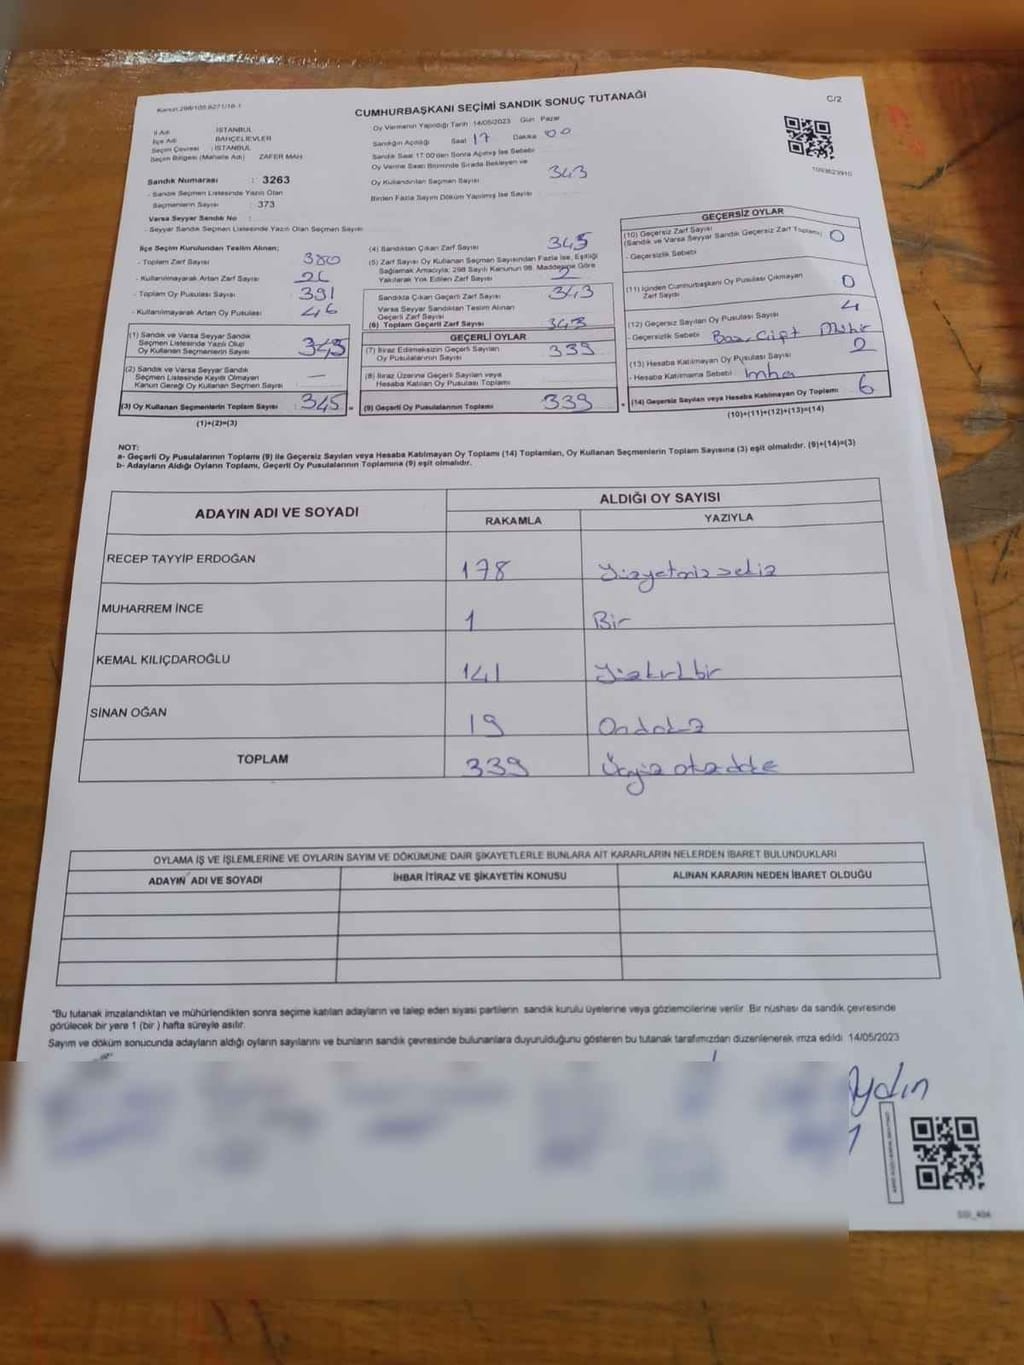 Kanun:298/105,6271/18-1
CUMHURBAŞKANI SEÇİMİ SANDIK SONUÇ TUTANAĞI
C/2
İl Adı : İSTANBUL
İlçe Adı : BAHÇELİEVLER
Seçim Çevresi : İSTANBUL
Seçim Bölgesi (Mahalle Adı) ZAFER MAH
Sandık Numarası : 3263
- Sandık Seçmen Listesinde Yazılı Olan
Seçmenlerin Sayısı : 373
Varsa Seyyar Sandık No :
- Seyyar Sandık Seçmen Listesinde Yazılı Olan Seçmen Sayısı
Oy Vermenin Yapıldığı Tarih 14/05/2023 Gün Pazar
Sandığın Açıldığı Saat 17 Dakika 00
Sandık Saat 17.00'den Sonra Açılmış İse Sebebi
Oy Verme Saati Bitiminde Sırada Bekleyen ve
Oy Kullandırılan Seçmen Sayısı 343
Birden Fazla Sayım Döküm Yapılmış İse Sayısı
1093623910
İlçe Seçim Kurulundan Teslim Alınan;
- Toplam Zarf Sayısı 380
- Kullanılmayarak Artan Zarf Sayısı
- Toplam Oy Pusulası Sayısı 391
- Kullanılmayarak Artan Oy Pusulası 46
(1) Sandık ve Varsa Seyyar Sandık
Seçmen Listesinde Yazılı Olup
Oy Kullanan Seçmenlerin Sayısı
(2) Sandık ve Varsa Seyyar Sandık
Seçmen Listesinde Kayıtlı Olmayan
Kanun Gereği Oy Kullanan Seçmen Sayısı —
(3) Oy Kullanan Seçmenlerin Toplam Sayısı 345
(1)+(2)=(3)
(4) Sandıktan Çıkan Zarf Sayısı 345
(5) Zarf Sayısı Oy Kullanan Seçmen Sayısından Fazla İse, Eşitliği
Sağlamak Amacıyla; 298 Sayılı Kanunun 98. Maddesine Göre
Yakılarak Yok Edilen Zarf Sayısı 2
Sandıkta Çıkan Geçerli Zarf Sayısı 343
Varsa Seyyar Sandıktan Teslim Alınan
Geçerli Zarf Sayısı
(6) Toplam Geçerli Zarf Sayısı 343
GEÇERLİ OYLAR
(7) İtiraz Edilmeksizin Geçerli Sayılan
Oy Pusulalarının Sayısı 339
(8) İtiraz Üzerine Geçerli Sayılan veya
Hesaba Katılan Oy Pusulası Toplamı
(9) Geçerli Oy Pusulalarının Toplamı 339
GEÇERSİZ OYLAR
(10) Geçersiz Zarf Sayısı
(Sandık ve Varsa Seyyar Sandık Geçersiz Zarf Toplamı) 0
- Geçersizlik Sebebi
(11) İçinden Cumhurbaşkanı Oy Pusulası Çıkmayan
Zarf Sayısı 0
(12) Geçersiz Sayılan Oy Pusulası Sayısı 4
- Geçersizlik Sebebi Çift Mühür
(13) Hesaba Katılmayan Oy Pusulası Sayısı 2
- Hesaba Katılmama Sebebi İmha
(14) Geçersiz Sayılan veya Hesaba Katılmayan Oy Toplamı 6
(10)+(11)+(12)+(13)=(14)
NOT:
a- Geçerli Oy Pusulalarının Toplamı (9) ile Geçersiz Sayılan veya Hesaba Katılmayan Oy Toplamı (14) Toplamları, Oy Kullanan Seçmenlerin Toplam Sayısına (3) eşit olmalıdır. (9)+(14)=(3)
b- Adayların Aldığı Oyların Toplamı, Geçerli Oy Pusulalarının Toplamına (9) eşit olmalıdır.
ADAYIN ADI VE SOYADI ALDIĞI OY SAYISI
RAKAMLA YAZIYLA
RECEP TAYYİP ERDOĞAN 178 Yüzyetmişsekiz
MUHARREM İNCE 1 Bir
KEMAL KILIÇDAROĞLU 141 Yüzkırkbir
SİNAN OĞAN 19 Ondokuz
TOPLAM 339 Üçyüz
OYLAMA İŞ VE İŞLEMLERİNE VE OYLARIN SAYIM VE DÖKÜMÜNE DAİR ŞİKAYETLERLE BUNLARA AİT KARARLARIN NELERDEN İBARET BULUNDUKLARI
ADAYIN ADI VE SOYADI İHBAR İTİRAZ VE ŞİKAYETİN KONUSU ALINAN KARARIN NEDEN İBARET OLDUĞU
*Bu tutanak imzalandıktan ve mühürlendikten sonra seçime katılan adayların ve talep eden siyasi partilerin sandık kurulu üyelerine veya gözlemcilerine verilir. Bir nüshası da sandık çevresinde
görülecek bir yere 1 (bir ) hafta süreyle asılır.
Sayım ve döküm sonucunda adayların aldığı oyların sayılarını ve bunların sandık çevresinde bulunanlara duyurulduğunu gösteren bu tutanak tarafımızdan düzenlenerek imza edildi 14/05/2023
Aydın